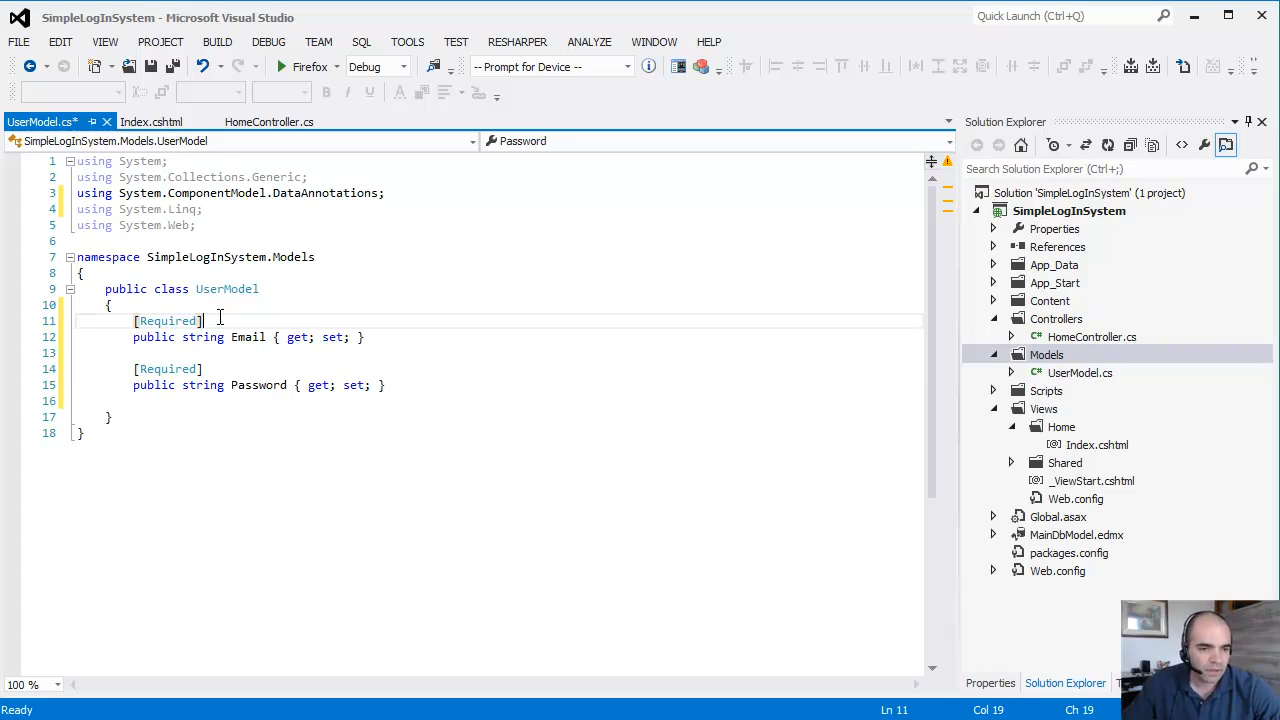 SimpleLogInSystem - Microsoft Visual Studio
Quick Launch (Ctrl+Q)
FILE EDIT VIEW PROJECT BUILD DEBUG TEAM SQL TOOLS TEST RESHARPER ANALYZE WINDOW HELP
Firefox Debug -- Prompt for Device --
B I U A
UserModel.cs* Index.cshtml HomeController.cs
SimpleLogInSystem.Models.UserModel Password
1 using System;
2 using System.Collections.Generic;
3 using System.ComponentModel.DataAnnotations;
4 using System.Linq;
5 using System.Web;
6
7 namespace SimpleLogInSystem.Models
8 {
9 public class UserModel
10 {
11 [Required]
12 public string Email { get; set; }
13
14 [Required]
15 public string Password { get; set; }
16
17 }
18 }
100 %
Solution Explorer
Search Solution Explorer (Ctrl+;)
Solution 'SimpleLogInSystem' (1 project)
SimpleLogInSystem
Properties
References
App_Data
App_Start
Content
Controllers
C# HomeController.cs
Models
C# UserModel.cs
Scripts
Views
Home
[@] Index.cshtml
Shared
[@] _ViewStart.cshtml
Web.config
Global.asax
MainDbModel.edmx
packages.config
Web.config
Properties Solution Explorer T
Ready Ln 11 Col 19 Ch 19